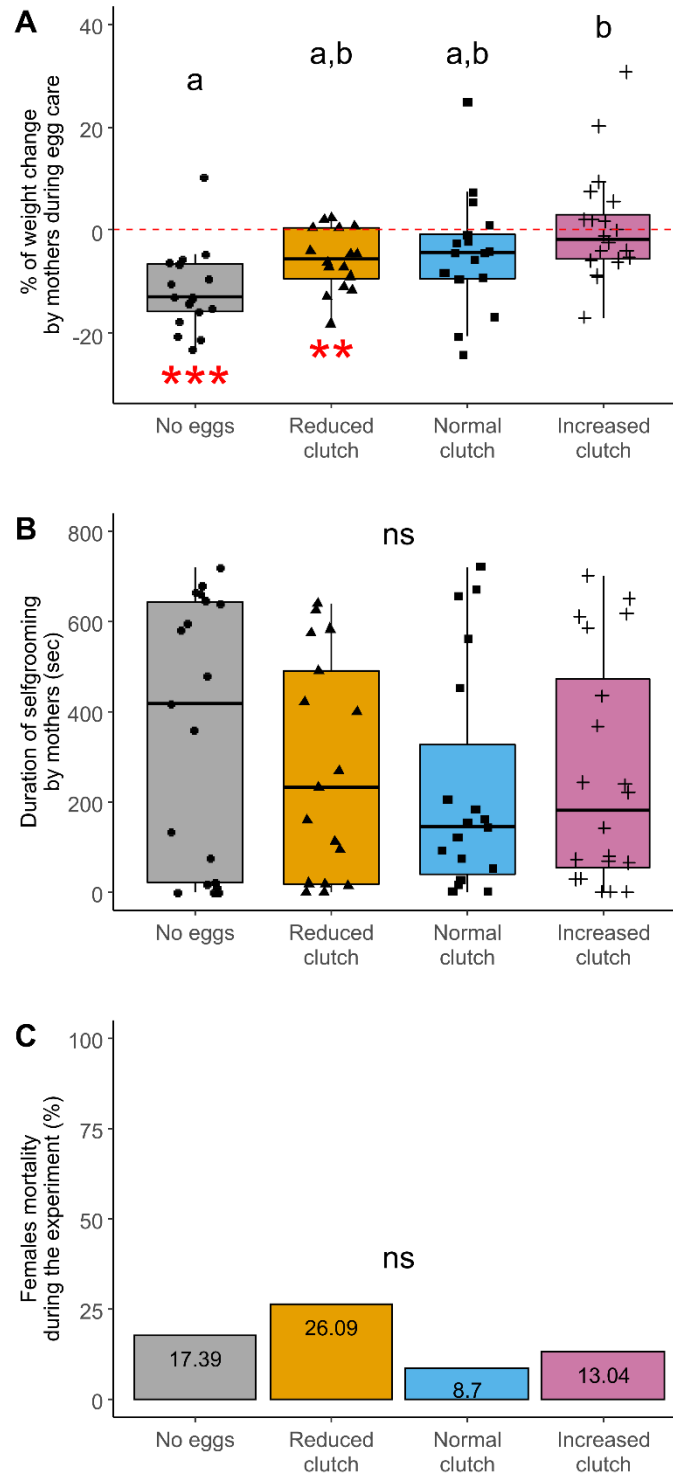 A
% of weight change
by mothers during egg care
40
20
0
-20
a
a,b
a,b
b
***
**
No eggs
Reduced
clutch
Normal
clutch
Increased
clutch
B
Duration of selfgrooming
by mothers (sec)
800
600
400
200
0
ns
No eggs
Reduced
clutch
Normal
clutch
Increased
clutch
C
Females mortality
during the experiment (%)
100
75
50
25
0
ns
17.39
26.09
8.7
13.04
No eggs
Reduced
clutch
Normal
clutch
Increased
clutch